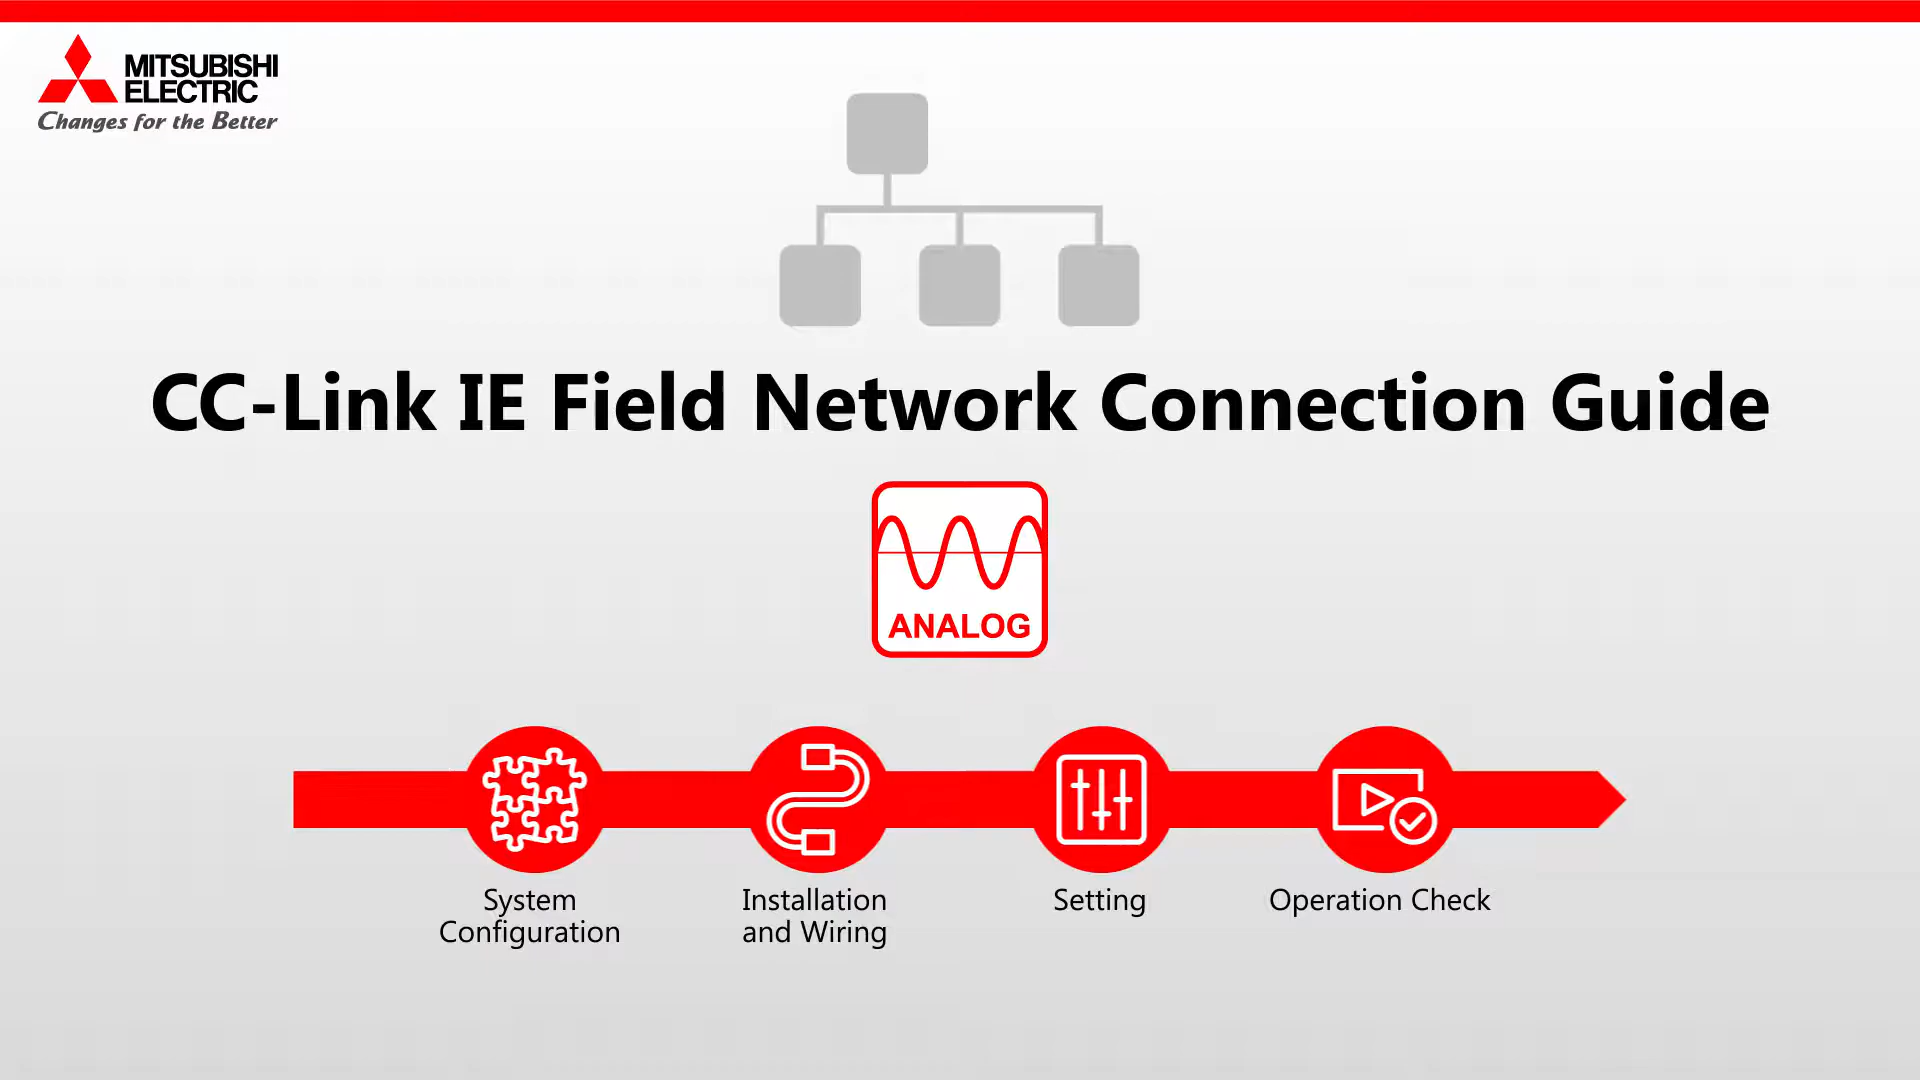 MITSUBISHI
ELECTRIC
Changes for the Better
CC-Link IE Field Network Connection Guide
ANALOG
System
Configuration
Installation
and Wiring
Setting
Operation Check